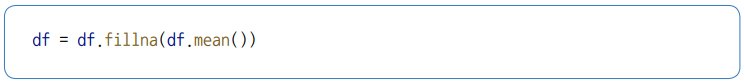 df = df.fillna(df.mean())